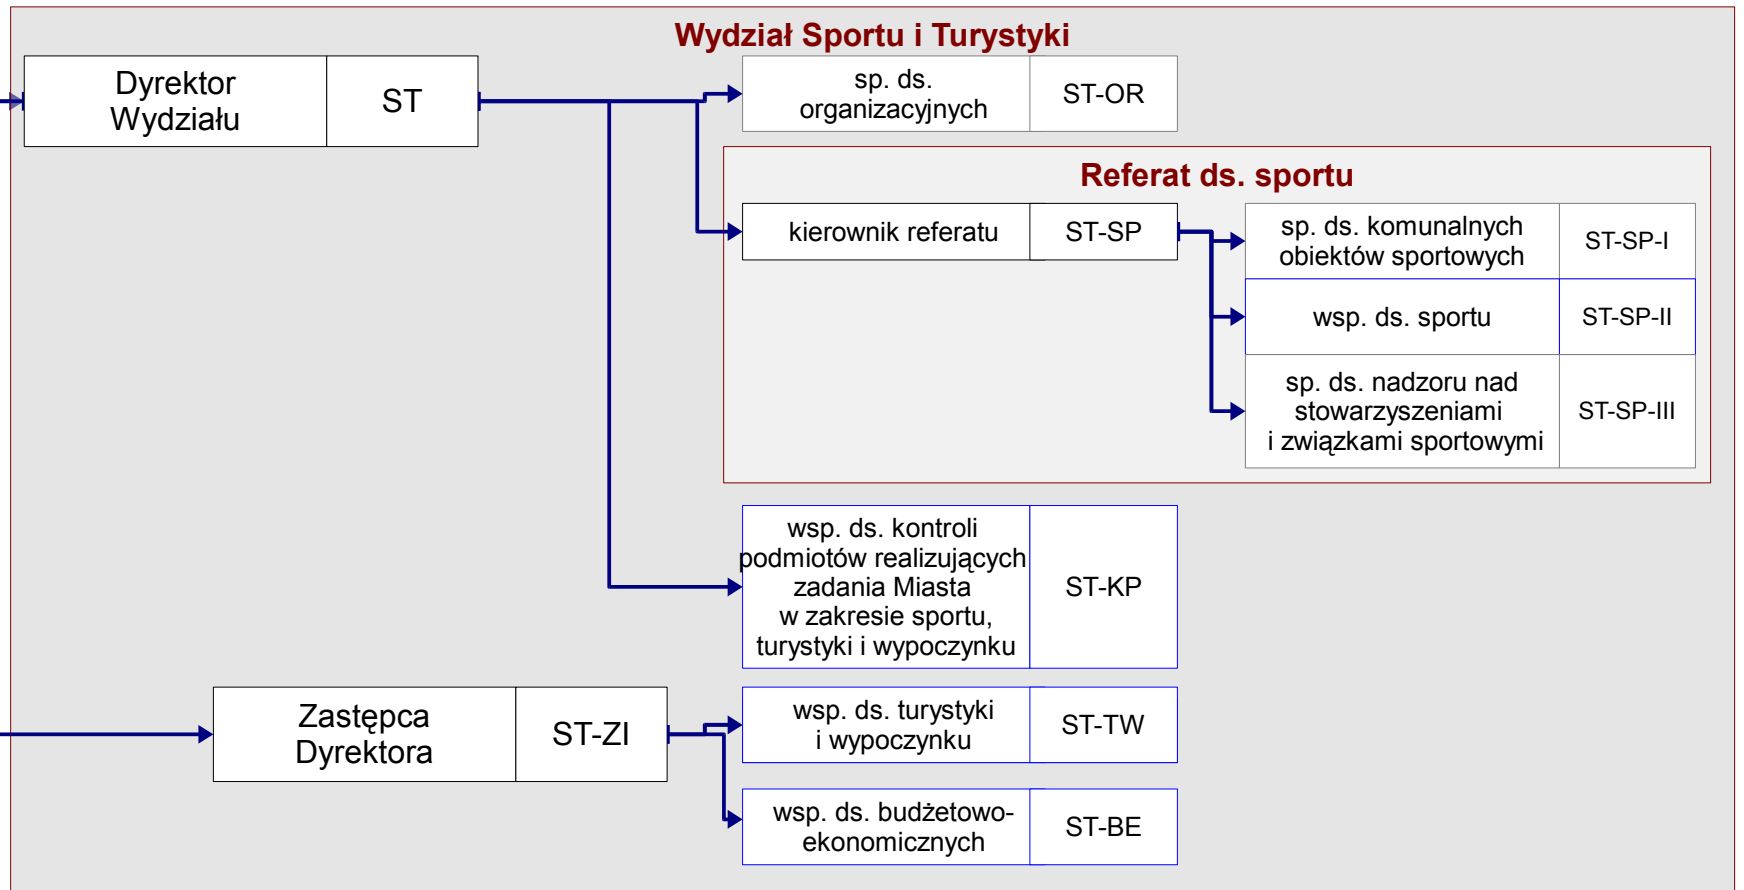 Wydział Sportu i Turystyki
Dyrektor
Wydziału
ST
sp. ds.
organizacyjnych
ST-OR
Referat ds. sportu
kierownik referatu
ST-SP
sp. ds. komunalnych
obiektów sportowych
ST-SP-I
wsp. ds. sportu
ST-SP-II
sp. ds. nadzoru nad
stowarzyszeniami
i związkami sportowymi
ST-SP-III
wsp. ds. kontroli
podmiotów realizujących
zadania Miasta
w zakresie sportu,
turystyki i wypoczynku
ST-KP
Zastępca
Dyrektora
ST-ZI
wsp. ds. turystyki
i wypoczynku
ST-TW
wsp. ds. budżetowo-
ekonomicznych
ST-BE